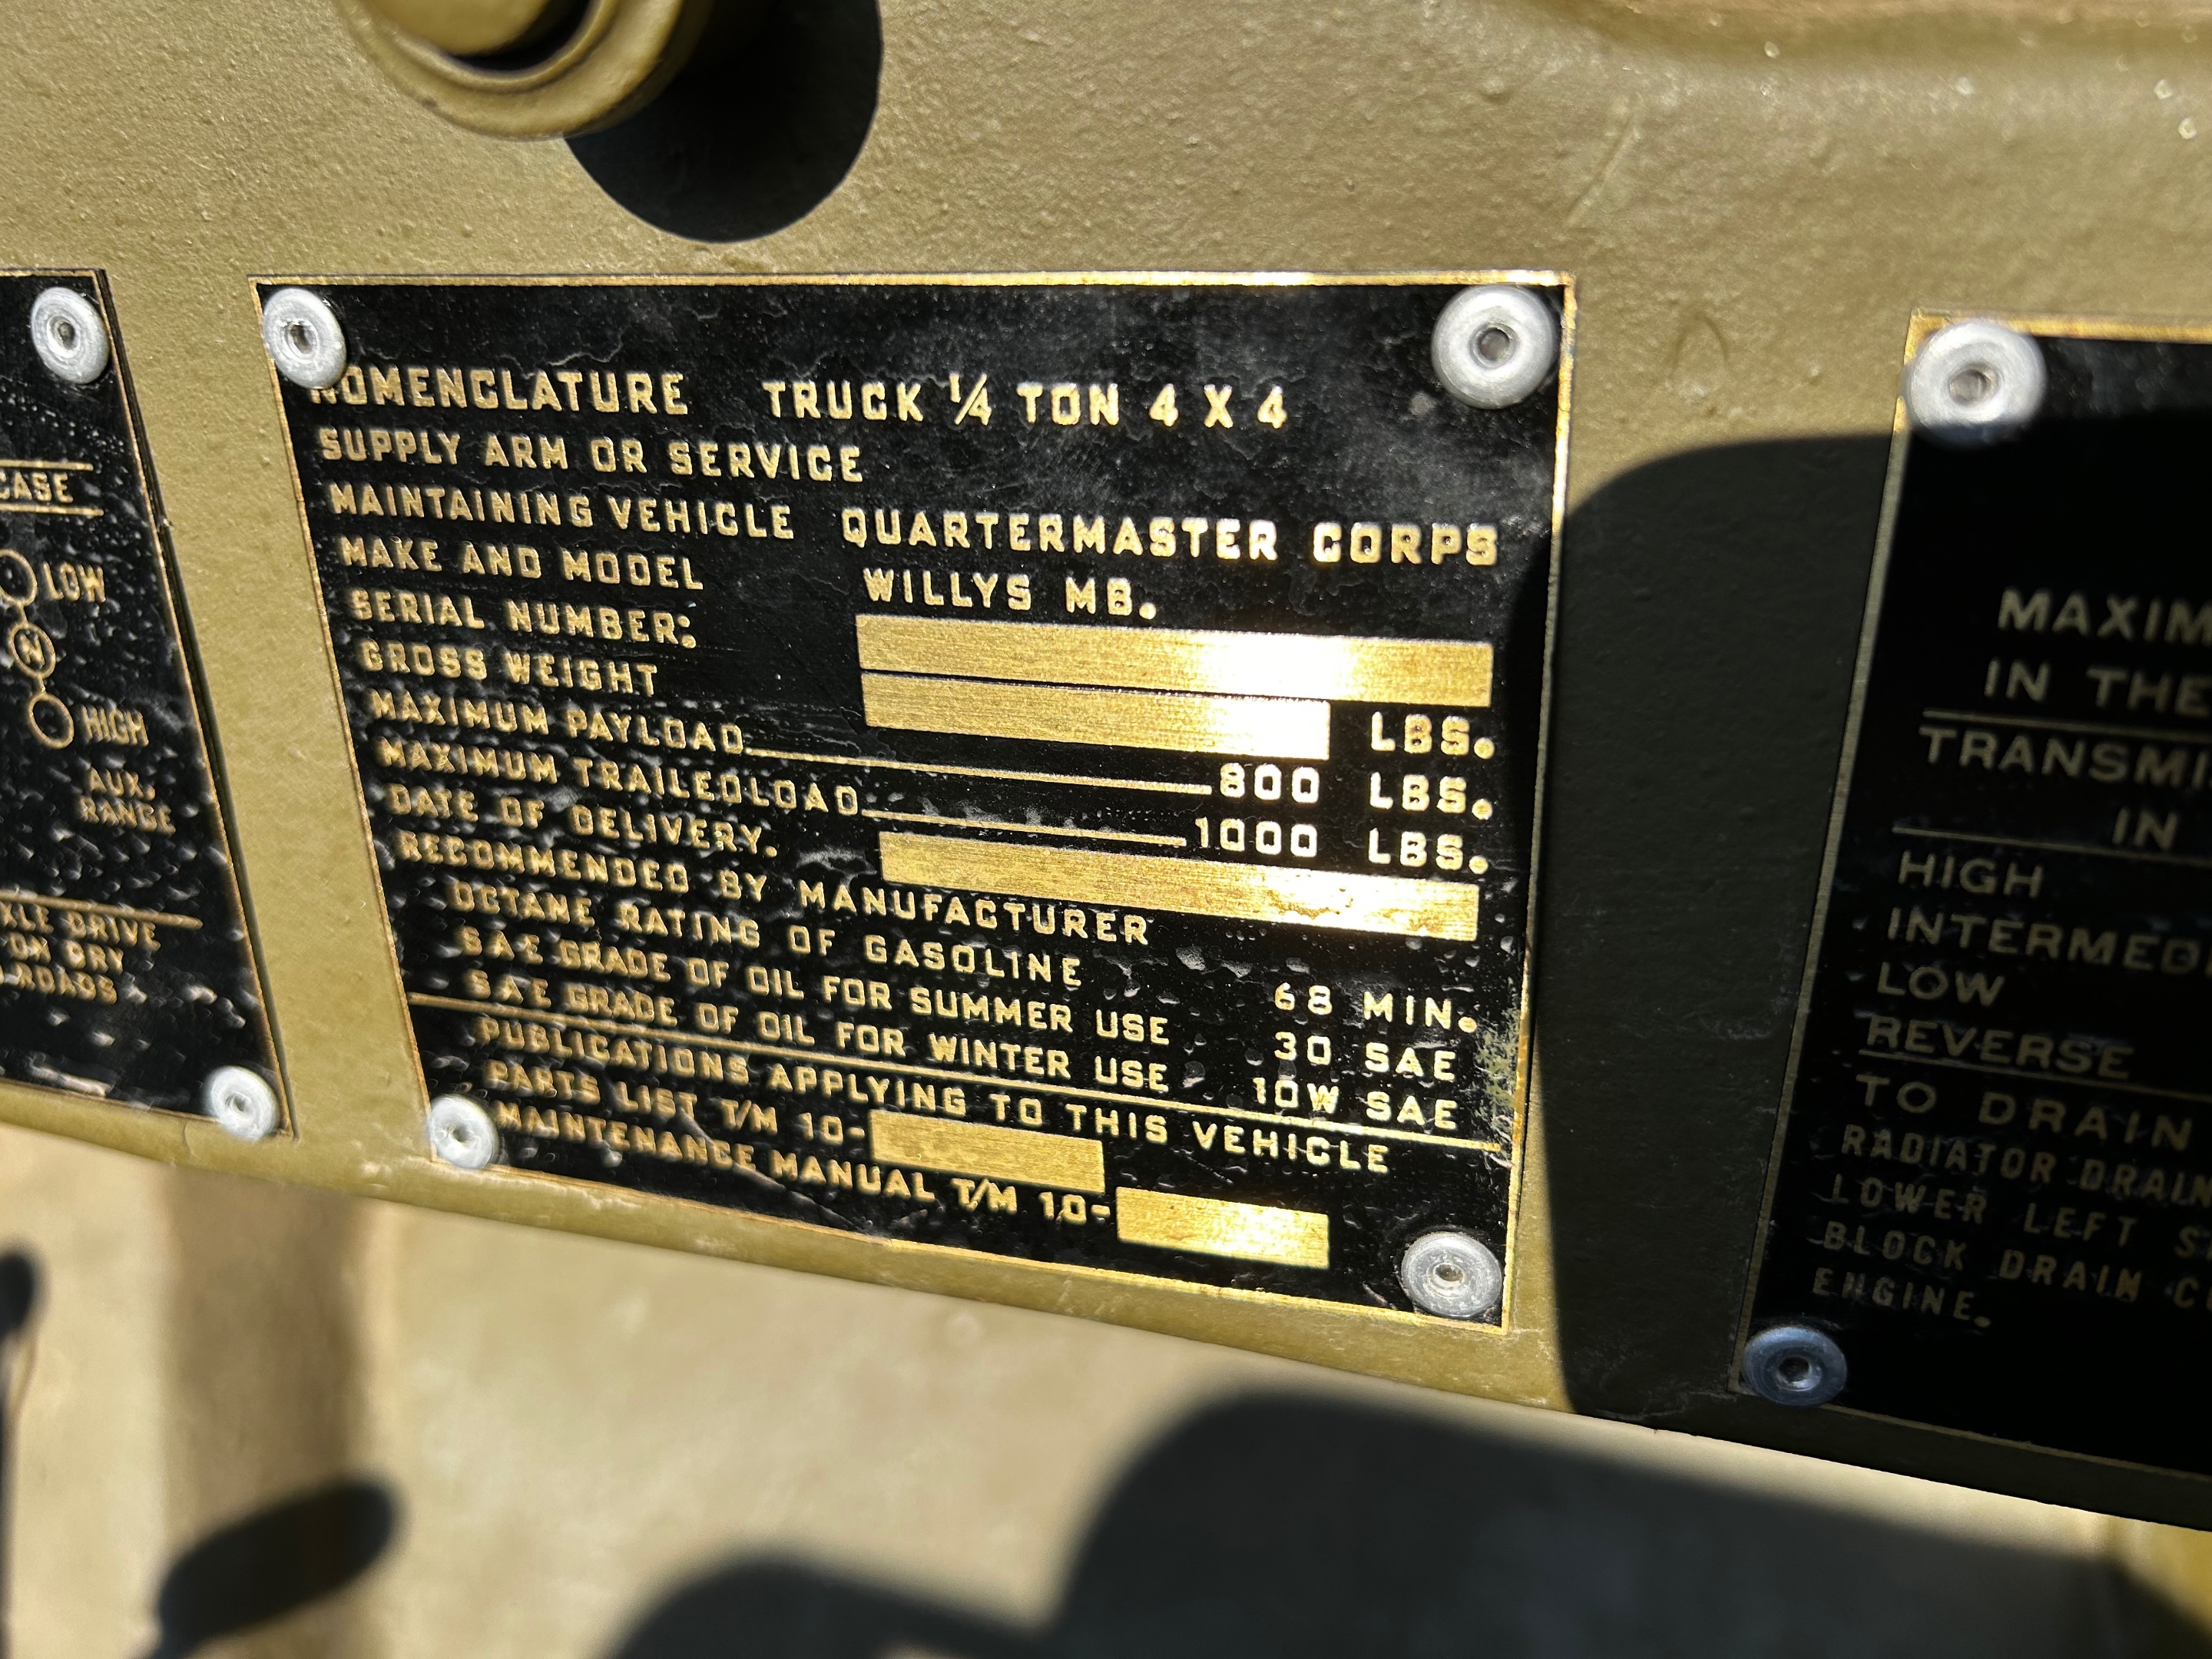 CASE
LOW
N
HIGH
AUX.
RANGE
XLE DRIVE
ON DRY
ROADS
NOMENCLATURE TRUCK 1/4 TON 4 X 4
SUPPLY ARM OR SERVICE
MAINTAINING VEHICLE QUARTERMASTER CORPS
MAKE AND MODEL WILLYS MB.
SERIAL NUMBER:
GROSS WEIGHT LBS.
MAXIMUM PAYLOAD 800 LBS.
MAXIMUM TRAILEDLOAD 1000 LBS.
DATE OF DELIVERY.
RECOMMENDED BY MANUFACTURER
OCTANE RATING OF GASOLINE 68 MIN.
S A E GRADE OF OIL FOR SUMMER USE 30 SAE
S A E GRADE OF OIL FOR WINTER USE 10W SAE
PUBLICATIONS APPLYING TO THIS VEHICLE
PARTS LIST T/M 10-
MAINTENANCE MANUAL T/M 10-
MAXIM
IN THE
TRANSMI
IN
HIGH
INTERMED
LOW
REVERSE
TO DRAIN
RADIATOR DRAIN
LOWER LEFT S
BLOCK DRAIN C
ENGINE.